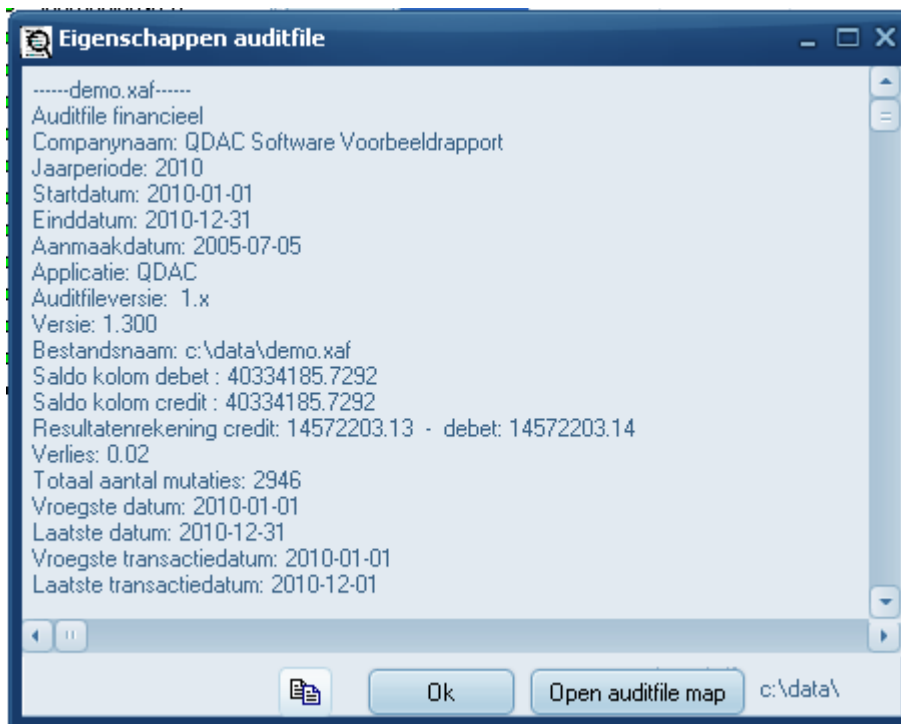 Eigenschappen auditfile
------demo.xaf------
Auditfile financieel
Companynaam: QDAC Software Voorbeeldrapport
Jaarperiode: 2010
Startdatum: 2010-01-01
Einddatum: 2010-12-31
Aanmaakdatum: 2005-07-05
Applicatie: QDAC
Auditfileversie:  1.x
Versie: 1.300
Bestandsnaam: c:\data\demo.xaf
Saldo kolom debet : 40334185.7292
Saldo kolom credit : 40334185.7292
Resultatenrekening credit: 14572203.13  -  debet: 14572203.14
Verlies: 0.02
Totaal aantal mutaties: 2946
Vroegste datum: 2010-01-01
Laatste datum: 2010-12-31
Vroegste transactiedatum: 2010-01-01
Laatste transactiedatum: 2010-12-01
Ok
Open auditfile map
c:\data\